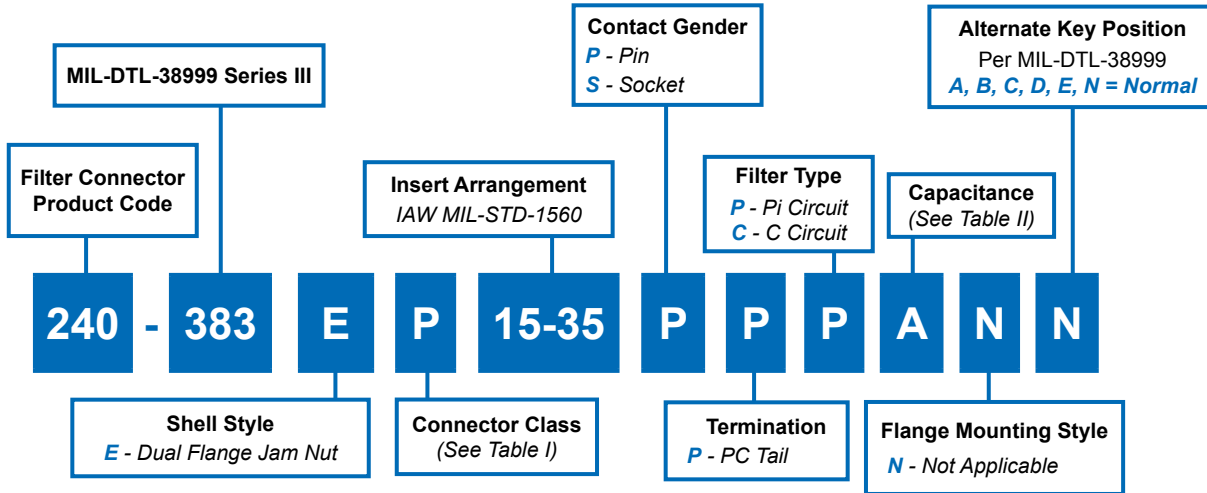 MIL-DTL-38999 Series III
Contact Gender
P - Pin
S - Socket
Alternate Key Position
Per MIL-DTL-38999
A, B, C, D, E, N = Normal
Filter Connector
Product Code
Insert Arrangement
IAW MIL-STD-1560
Filter Type
P - Pi Circuit
C - C Circuit
Capacitance
(See Table II)
240 - 383 E P 15-35 P P P A N N
Shell Style
E - Dual Flange Jam Nut
Connector Class
(See Table I)
Termination
P - PC Tail
Flange Mounting Style
N - Not Applicable